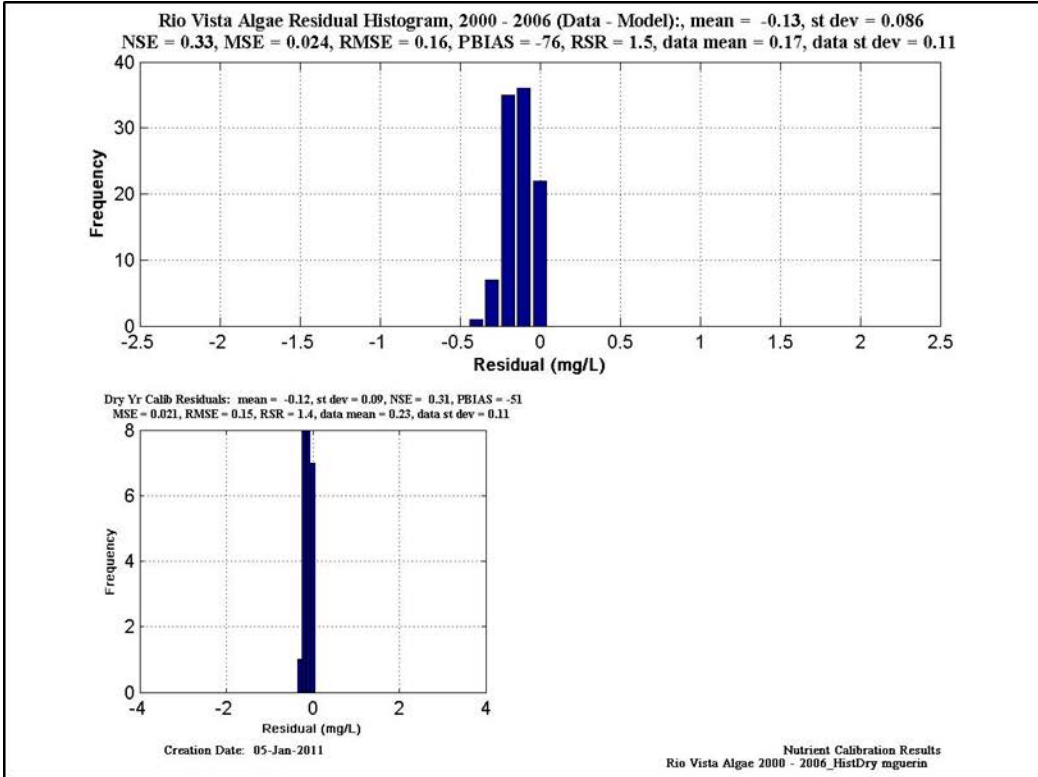 Rio Vista Algae Residual Histogram, 2000 - 2006 (Data - Model):, mean = -0.13, st dev = 0.086
NSE = 0.33, MSE = 0.024, RMSE = 0.16, PBIAS = -76, RSR = 1.5, data mean = 0.17, data st dev = 0.11
40
30
20
10
0
Frequency
-2.5 -2 -1.5 -1 -0.5 0 0.5 1 1.5 2 2.5
Residual (mg/L)
Dry Yr Calib Residuals: mean = -0.12, st dev = 0.09, NSE = 0.31, PBIAS = -51
MSE = 0.021, RMSE = 0.15, RSR = 1.4, data mean = 0.23, data st dev = 0.11
8
6
4
2
0
Frequency
-4 -2 0 2 4
Residual (mg/L)
Creation Date: 05-Jan-2011
Nutrient Calibration Results
Rio Vista Algae 2000 - 2006_HistDry mguerin